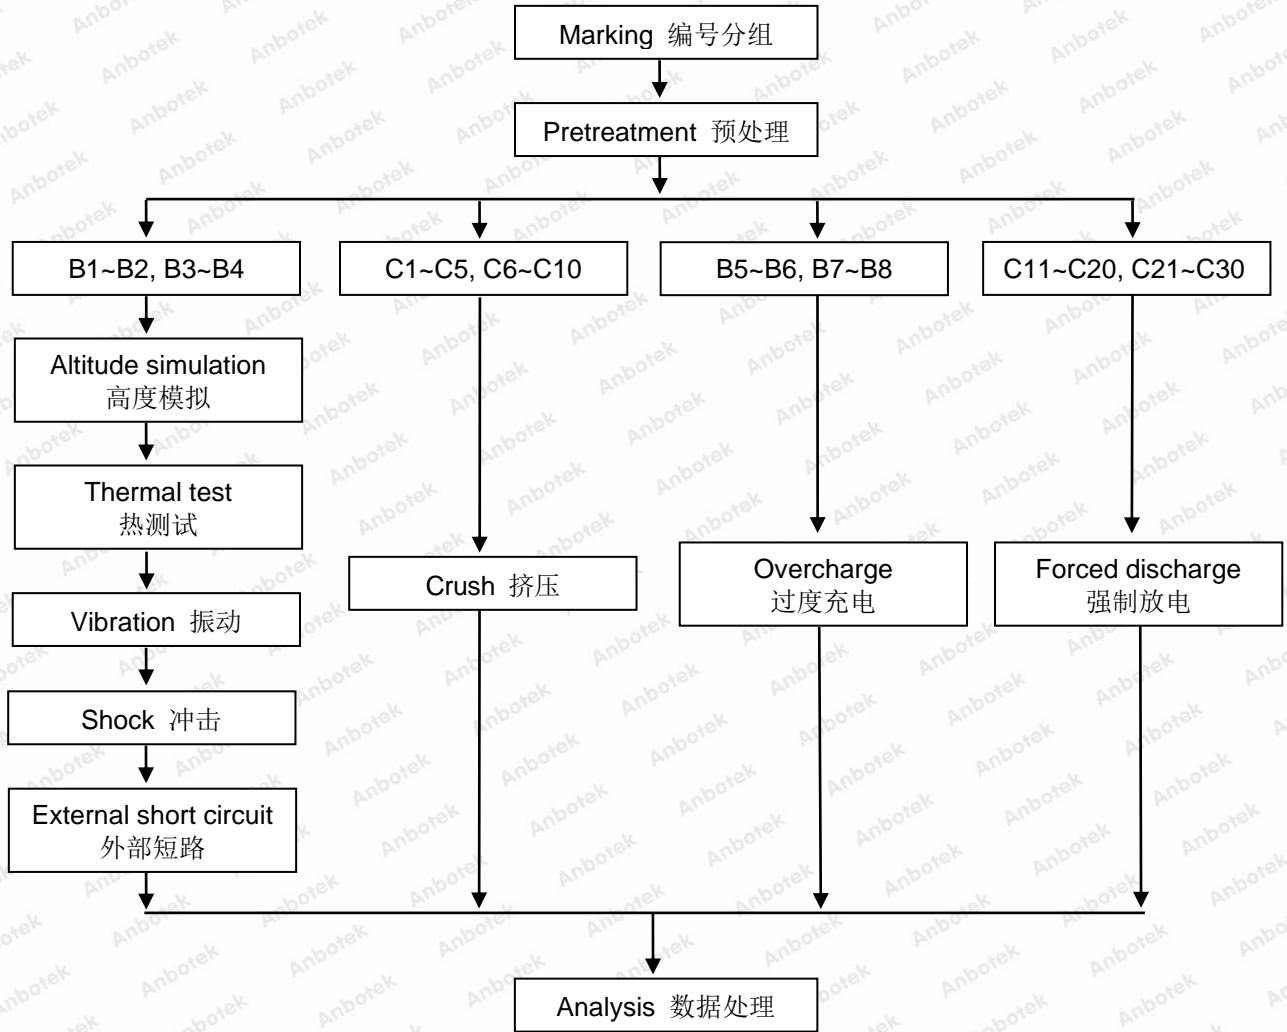 Marking 编号分组
Pretreatment 预处理
B1~B2, B3~B4
C1~C5, C6~C10
B5~B6, B7~B8
C11~C20, C21~C30
Altitude simulation
高度模拟
Thermal test
热测试
Vibration 振动
Shock 冲击
External short circuit
外部短路
Crush 挤压
Overcharge
过度充电
Forced discharge
强制放电
Analysis 数据处理
Anbotek